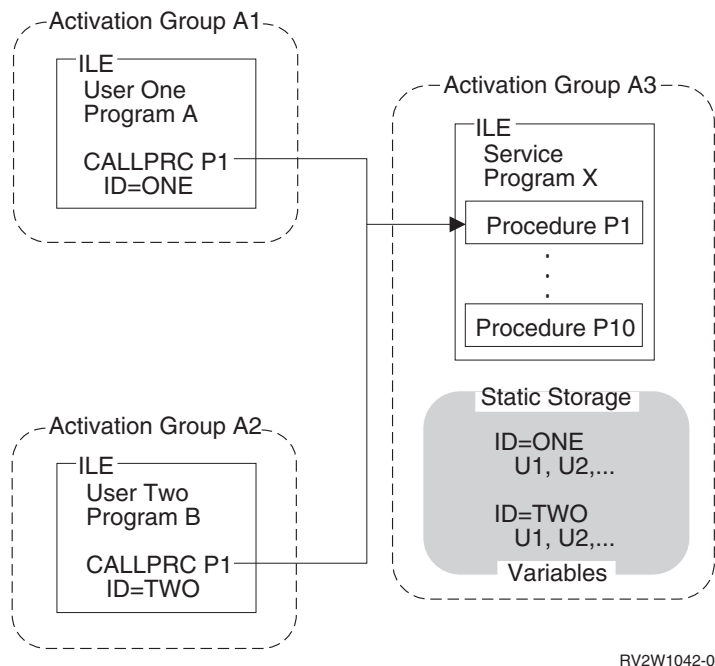 Activation Group A1
ILE
User One
Program A
CALLPRC P1
ID=ONE
Activation Group A2
ILE
User Two
Program B
CALLPRC P1
ID=TWO
Activation Group A3
ILE
Service
Program X
Procedure P1
.
.
.
Procedure P10
Static Storage
ID=ONE
U1, U2,...
ID=TWO
U1, U2,...
Variables
RV2W1042-0